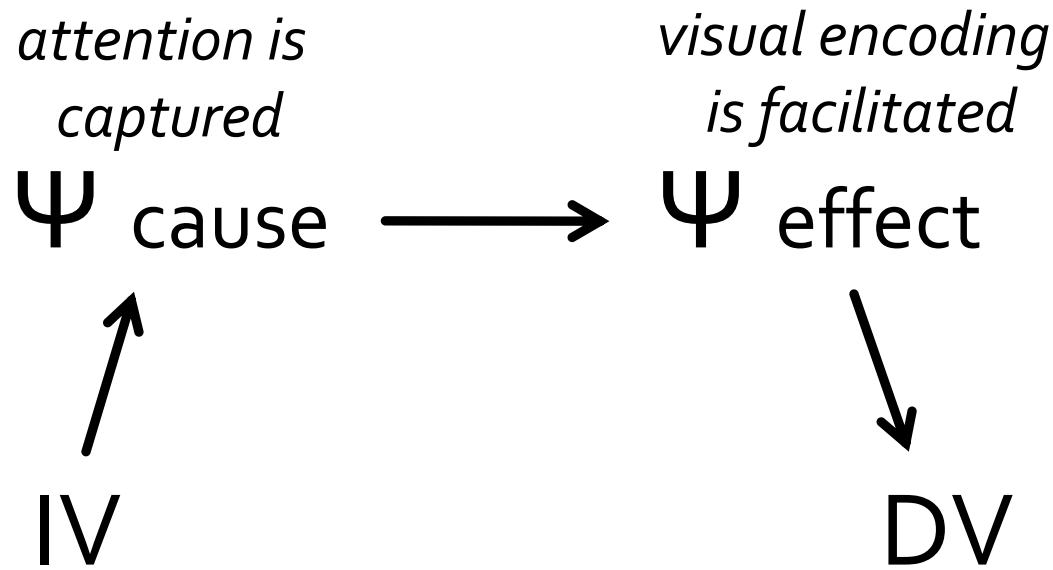 attention is
captured
visual encoding
is facilitated
Ψ cause
Ψ effect
IV
DV